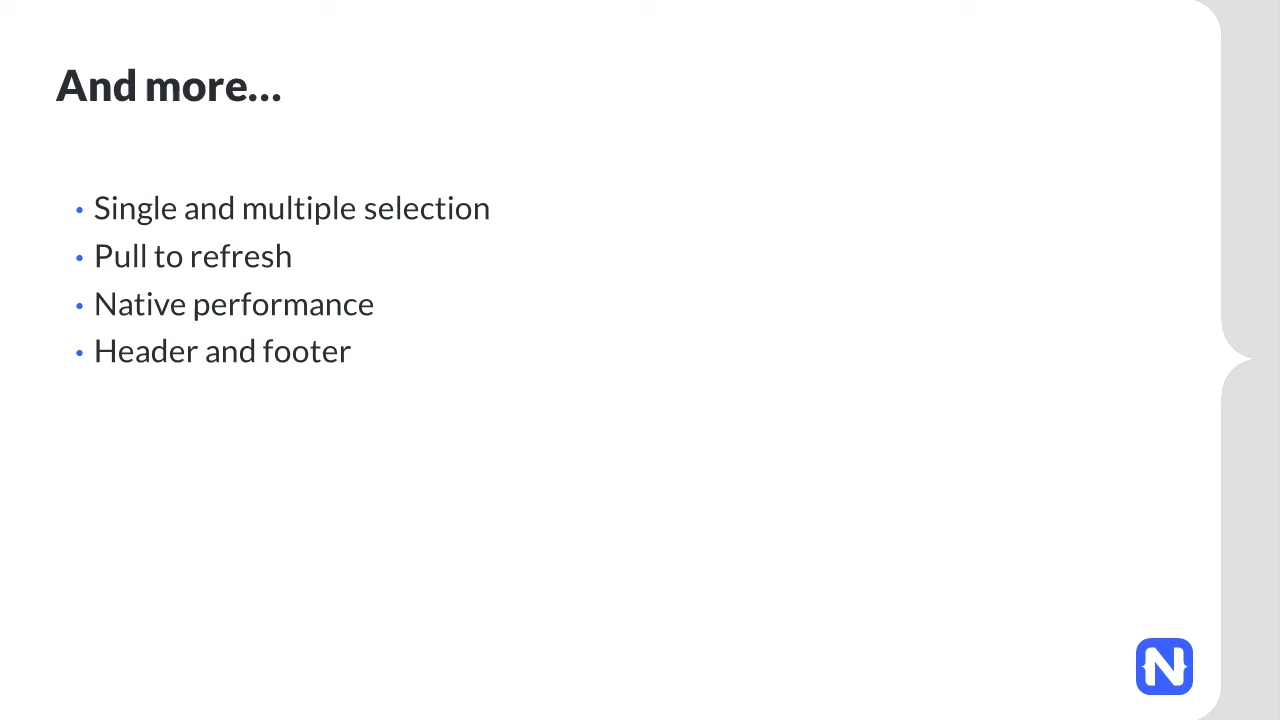 And more...
• Single and multiple selection
• Pull to refresh
• Native performance
• Header and footer
N